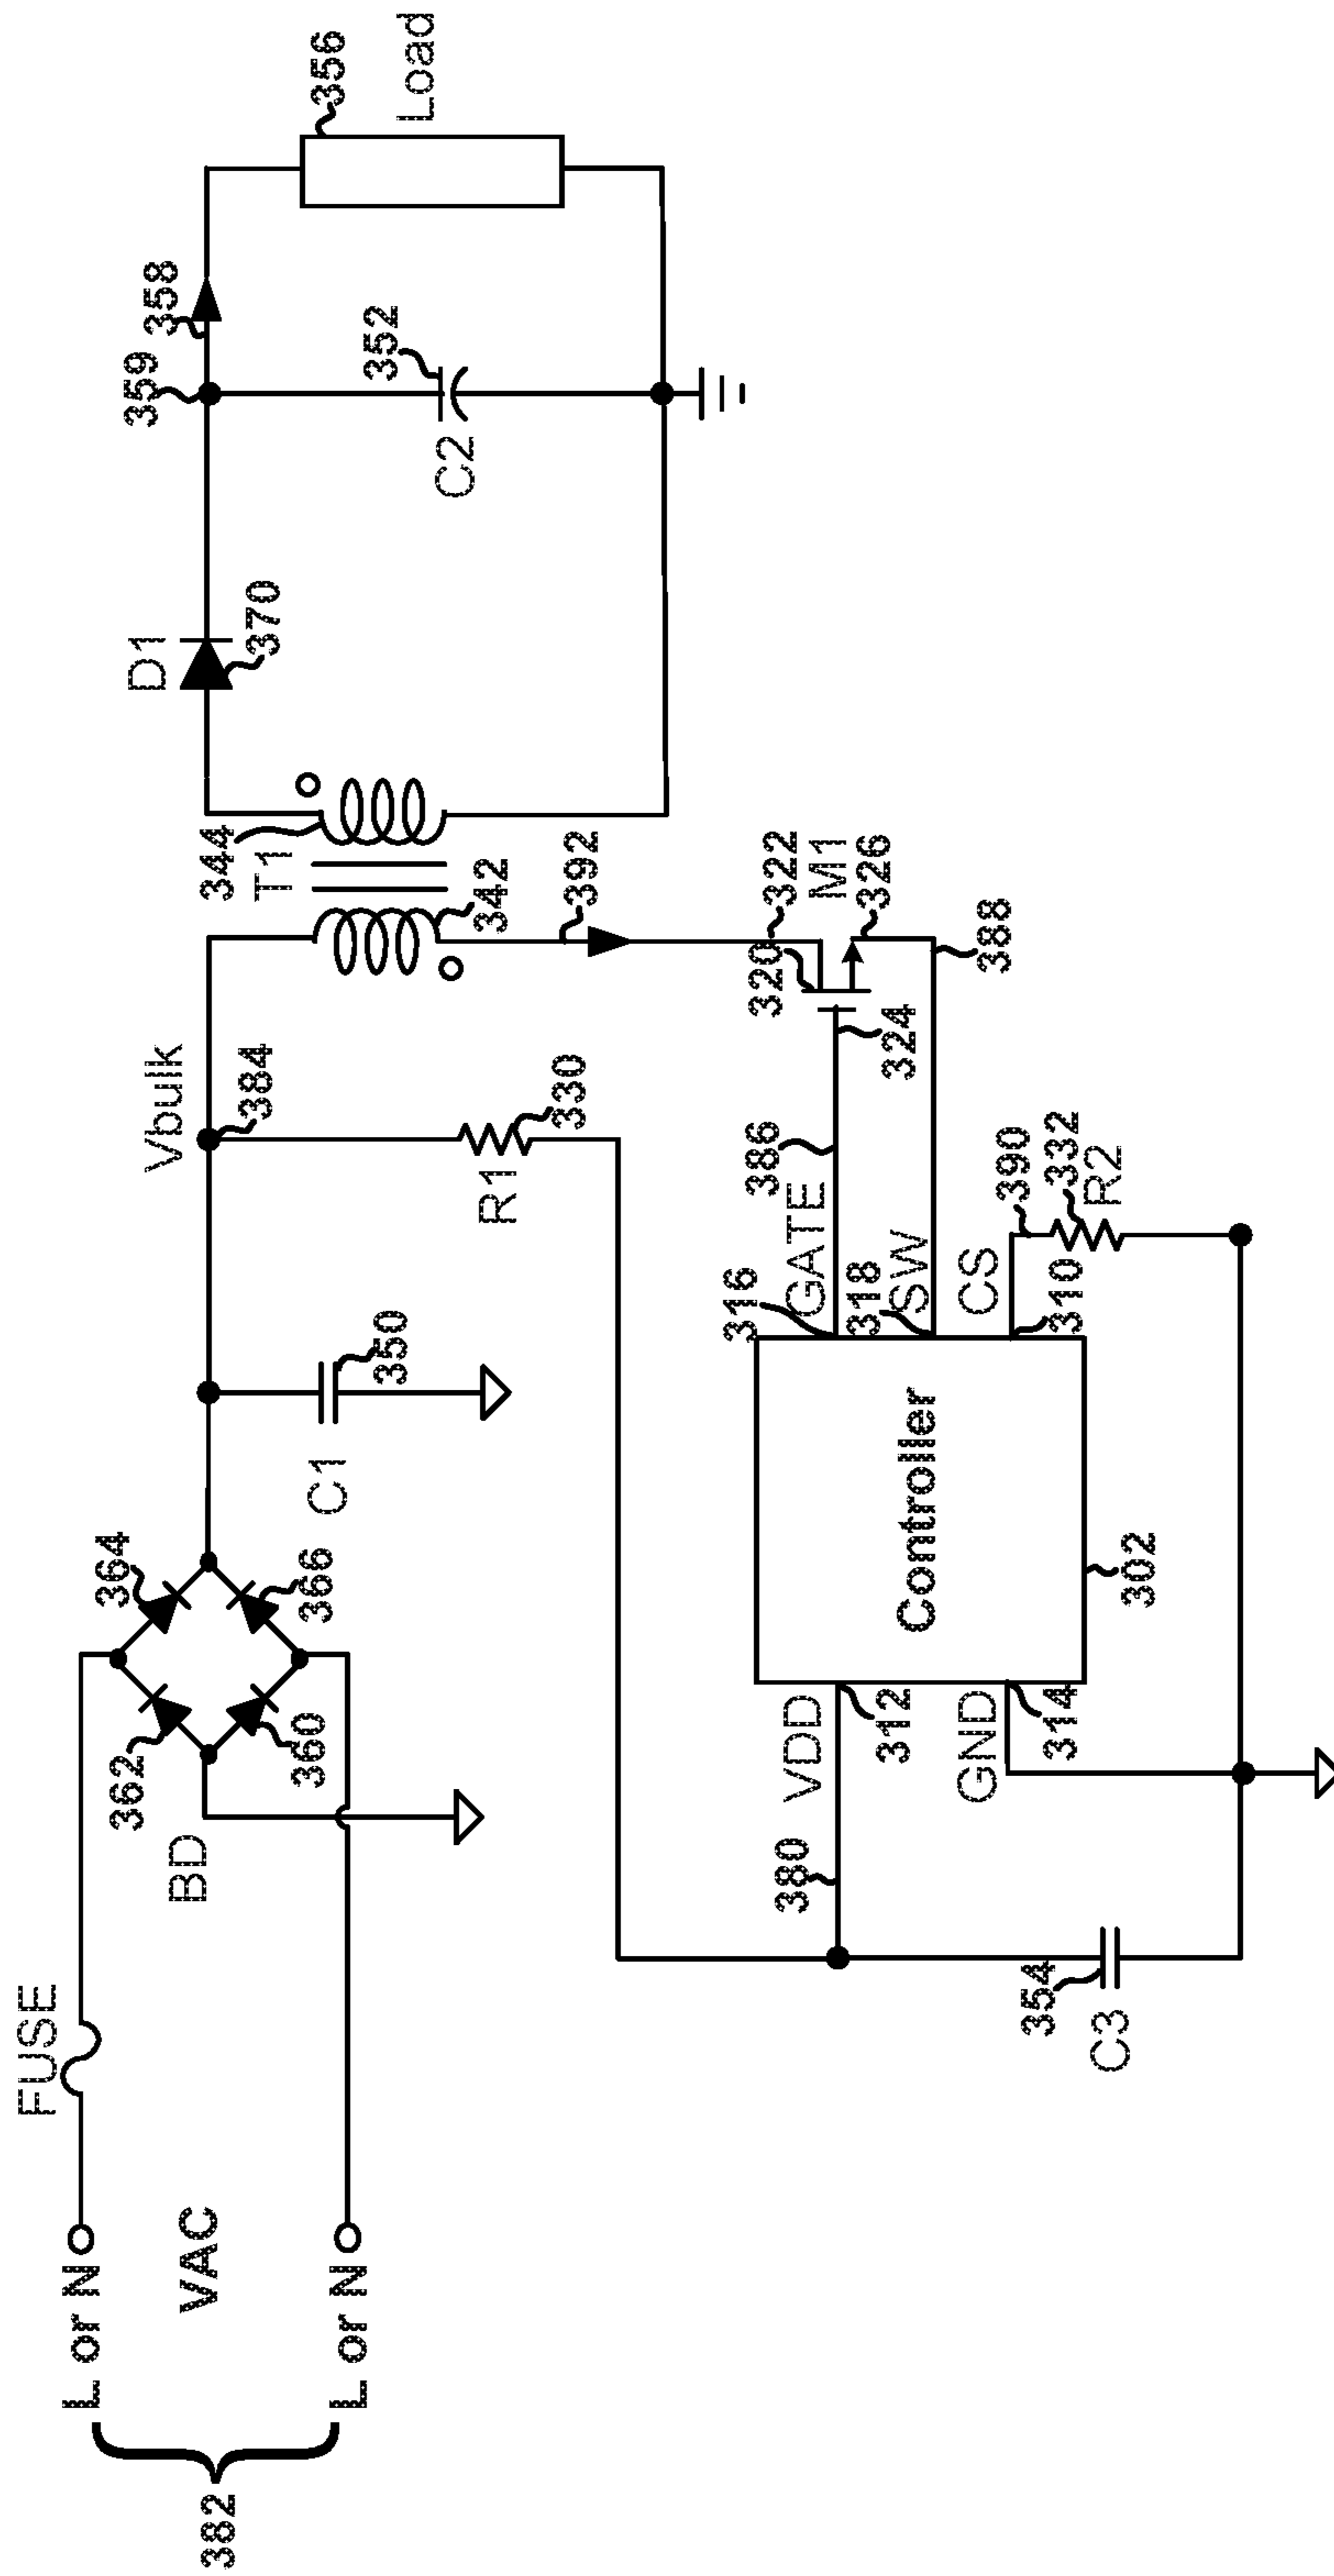 382
L or N
VAC
L or N
FUSE
BD
362
364
360
366
C1
350
Vbulk
384
R1
330
T1
344
342
392
D1
370
359
358
C2
352
356
Load
380
VDD
312
GND
314
354
C3
Controller
302
316
GATE
386
318
SW
CS
310
390
332
R2
320
322
M1
324
326
388